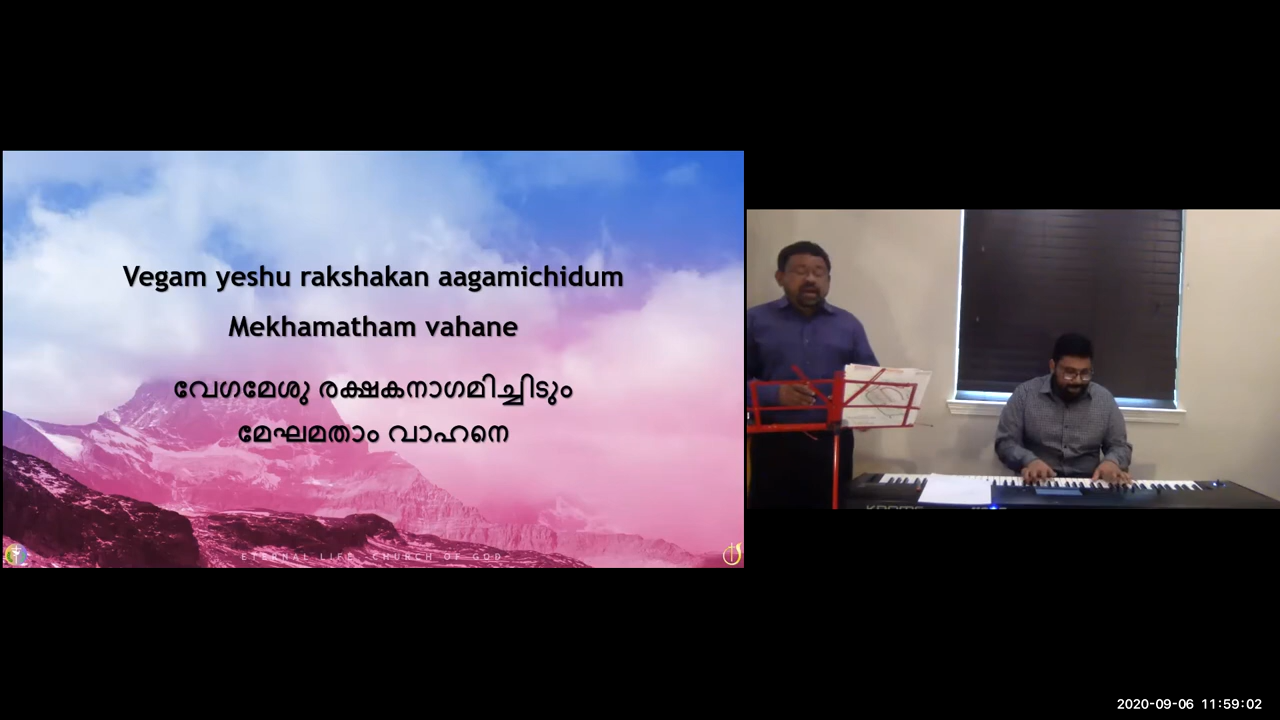 Vegam yeshu rakshakan aagamichidum
Mekhamatham vahane
വേഗമേശു രക്ഷകനാഗമിച്ചിടും
മേഘമതാം വാഹനെ
ETERNAL LIFE CHURCH OF GOD
2020-09-06 11:59:02